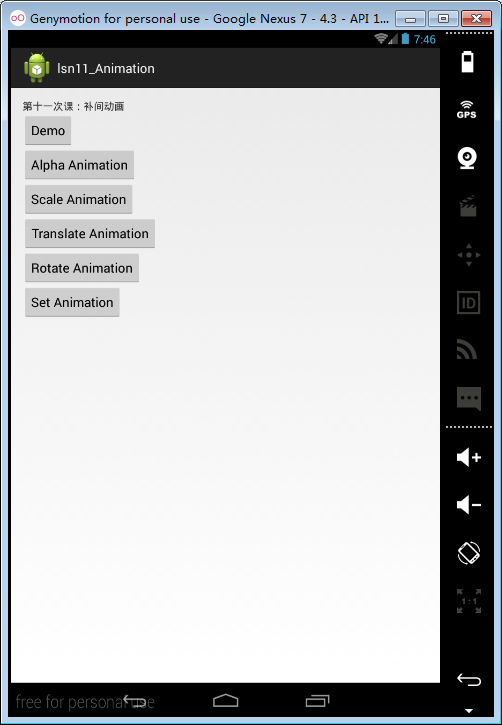 Genymotion for personal use - Google Nexus 7 - 4.3 - API 1...
7:46
lsn11_Animation
GPS
第十一次课：补间动画
Demo
Alpha Animation
Scale Animation
Translate Animation
Rotate Animation
Set Animation
ID
1:1
free for personal use